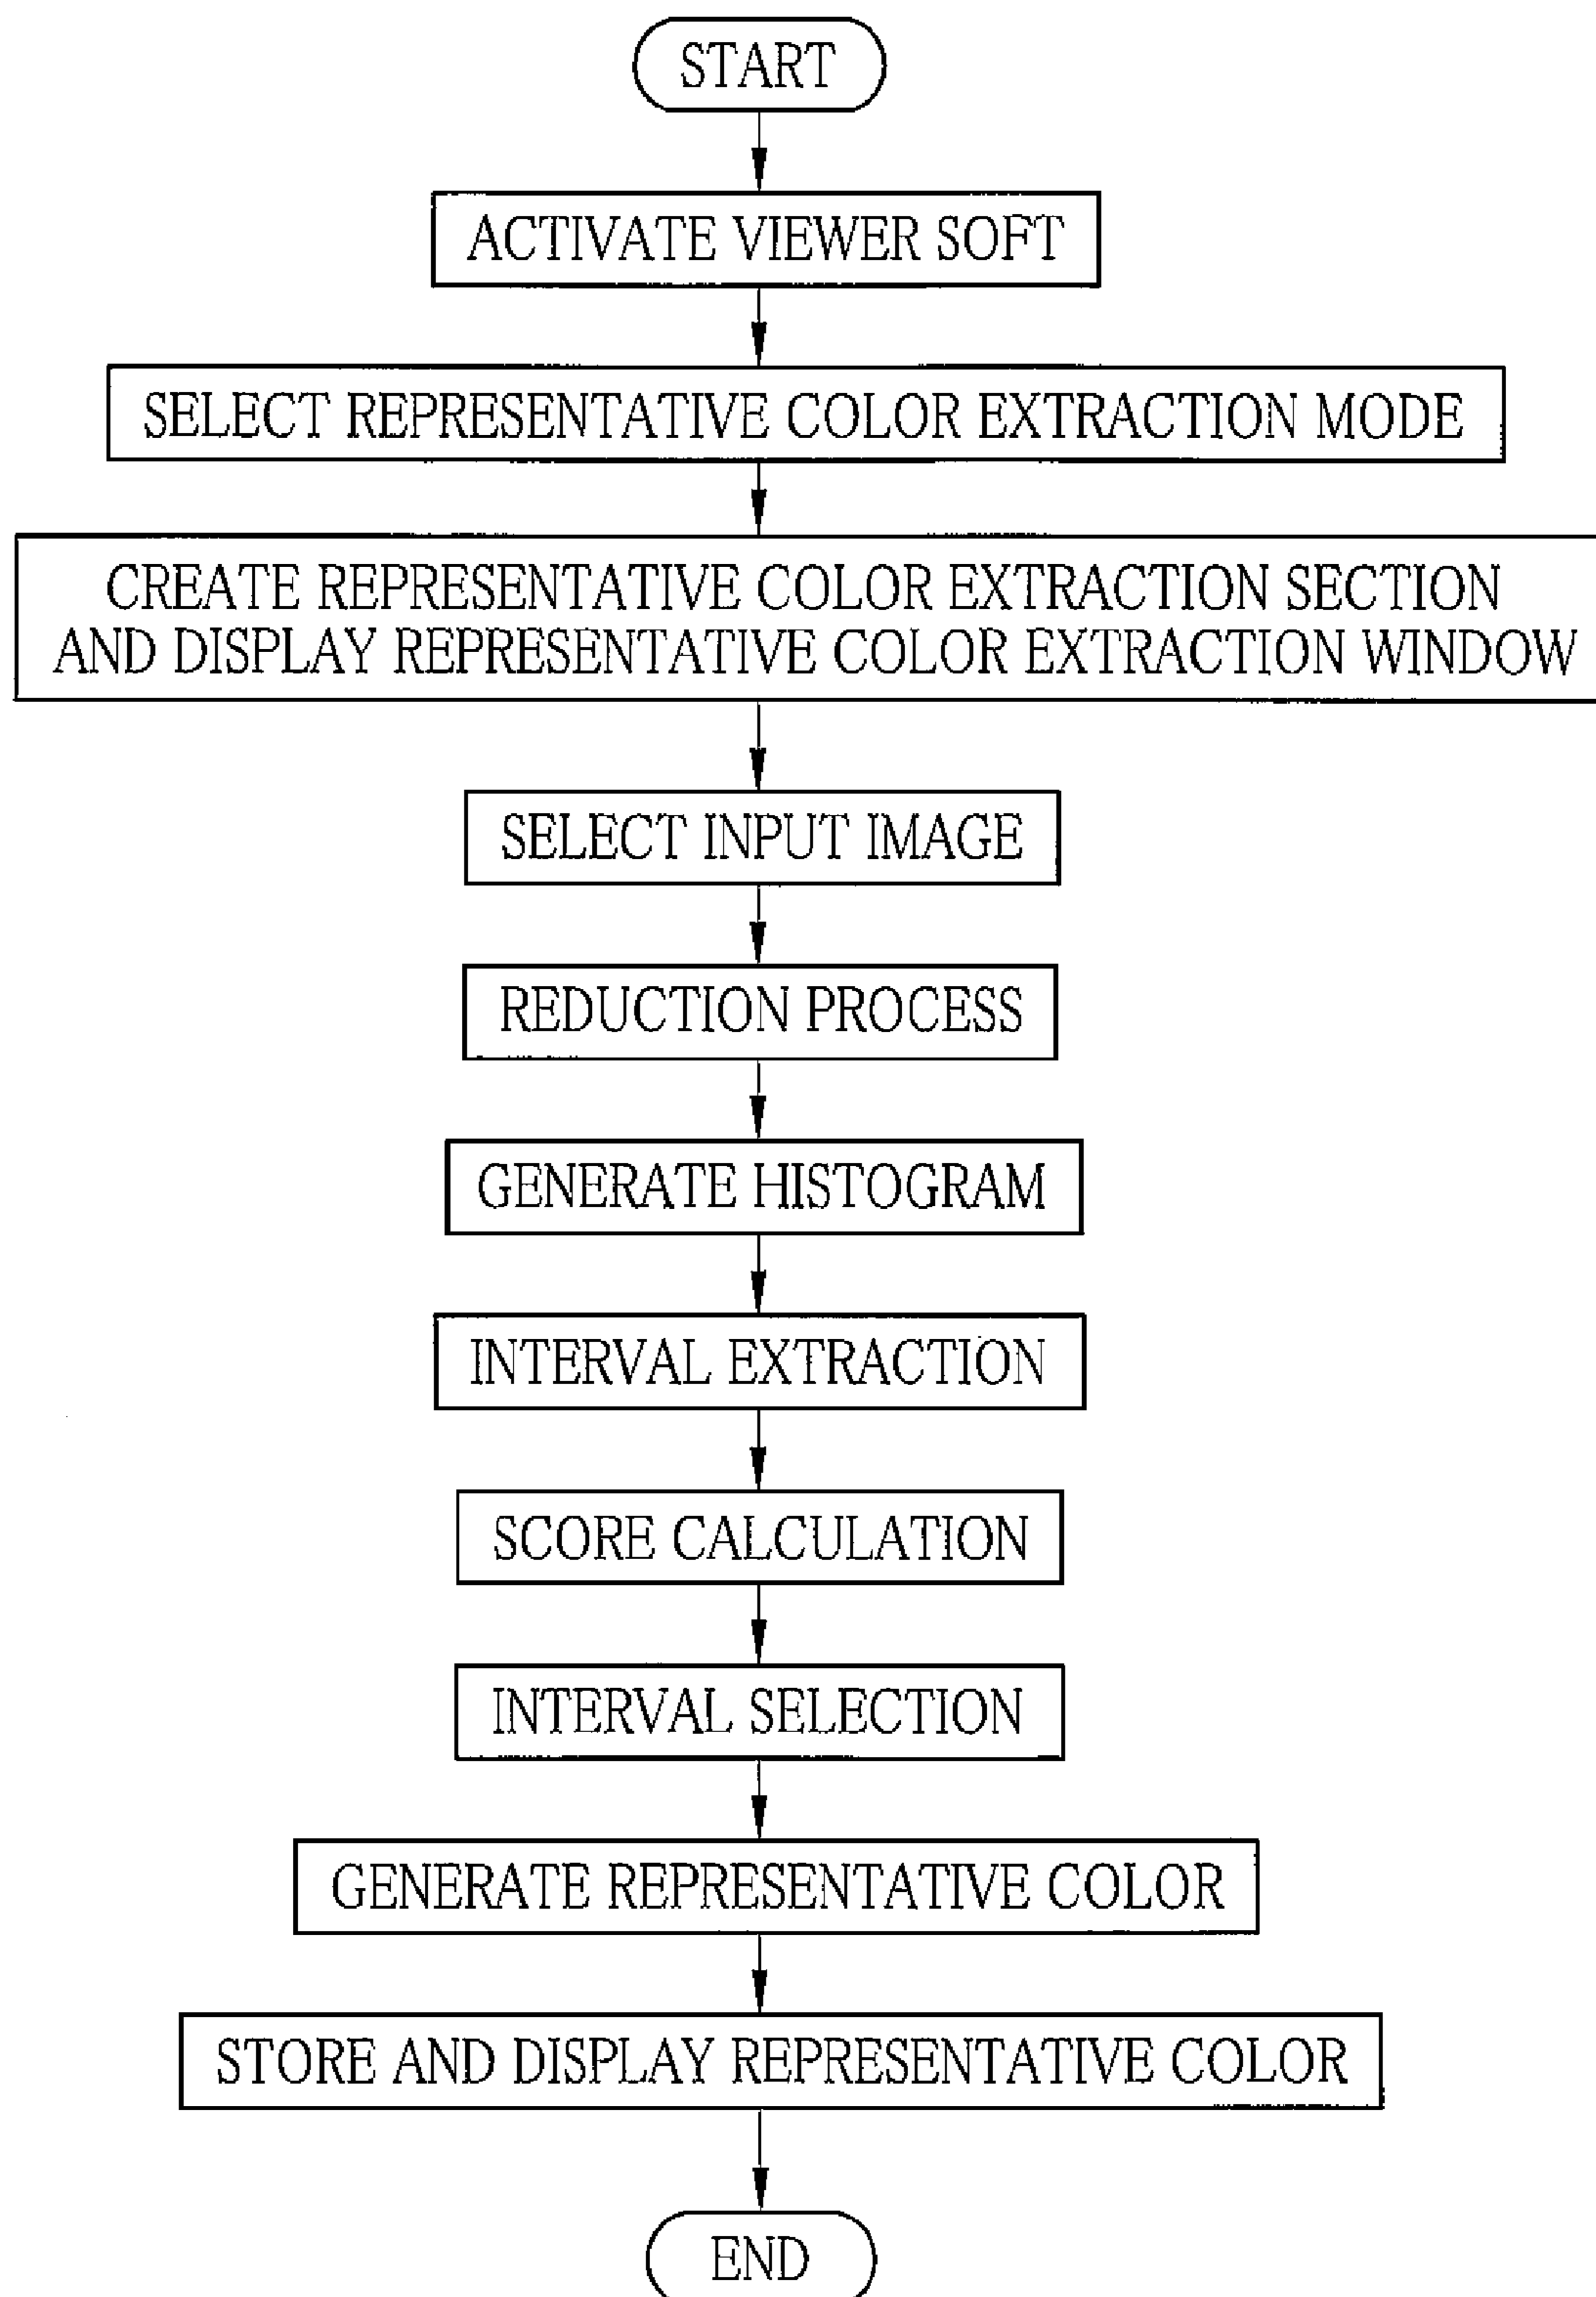 START
ACTIVATE VIEWER SOFT
SELECT REPRESENTATIVE COLOR EXTRACTION MODE
CREATE REPRESENTATIVE COLOR EXTRACTION SECTION
AND DISPLAY REPRESENTATIVE COLOR EXTRACTION WINDOW
SELECT INPUT IMAGE
REDUCTION PROCESS
GENERATE HISTOGRAM
INTERVAL EXTRACTION
SCORE CALCULATION
INTERVAL SELECTION
GENERATE REPRESENTATIVE COLOR
STORE AND DISPLAY REPRESENTATIVE COLOR
END